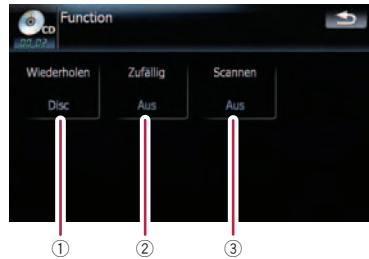 Function
CD
Wiederholen Zufällig Scannen
Disc Aus Aus
① ② ③